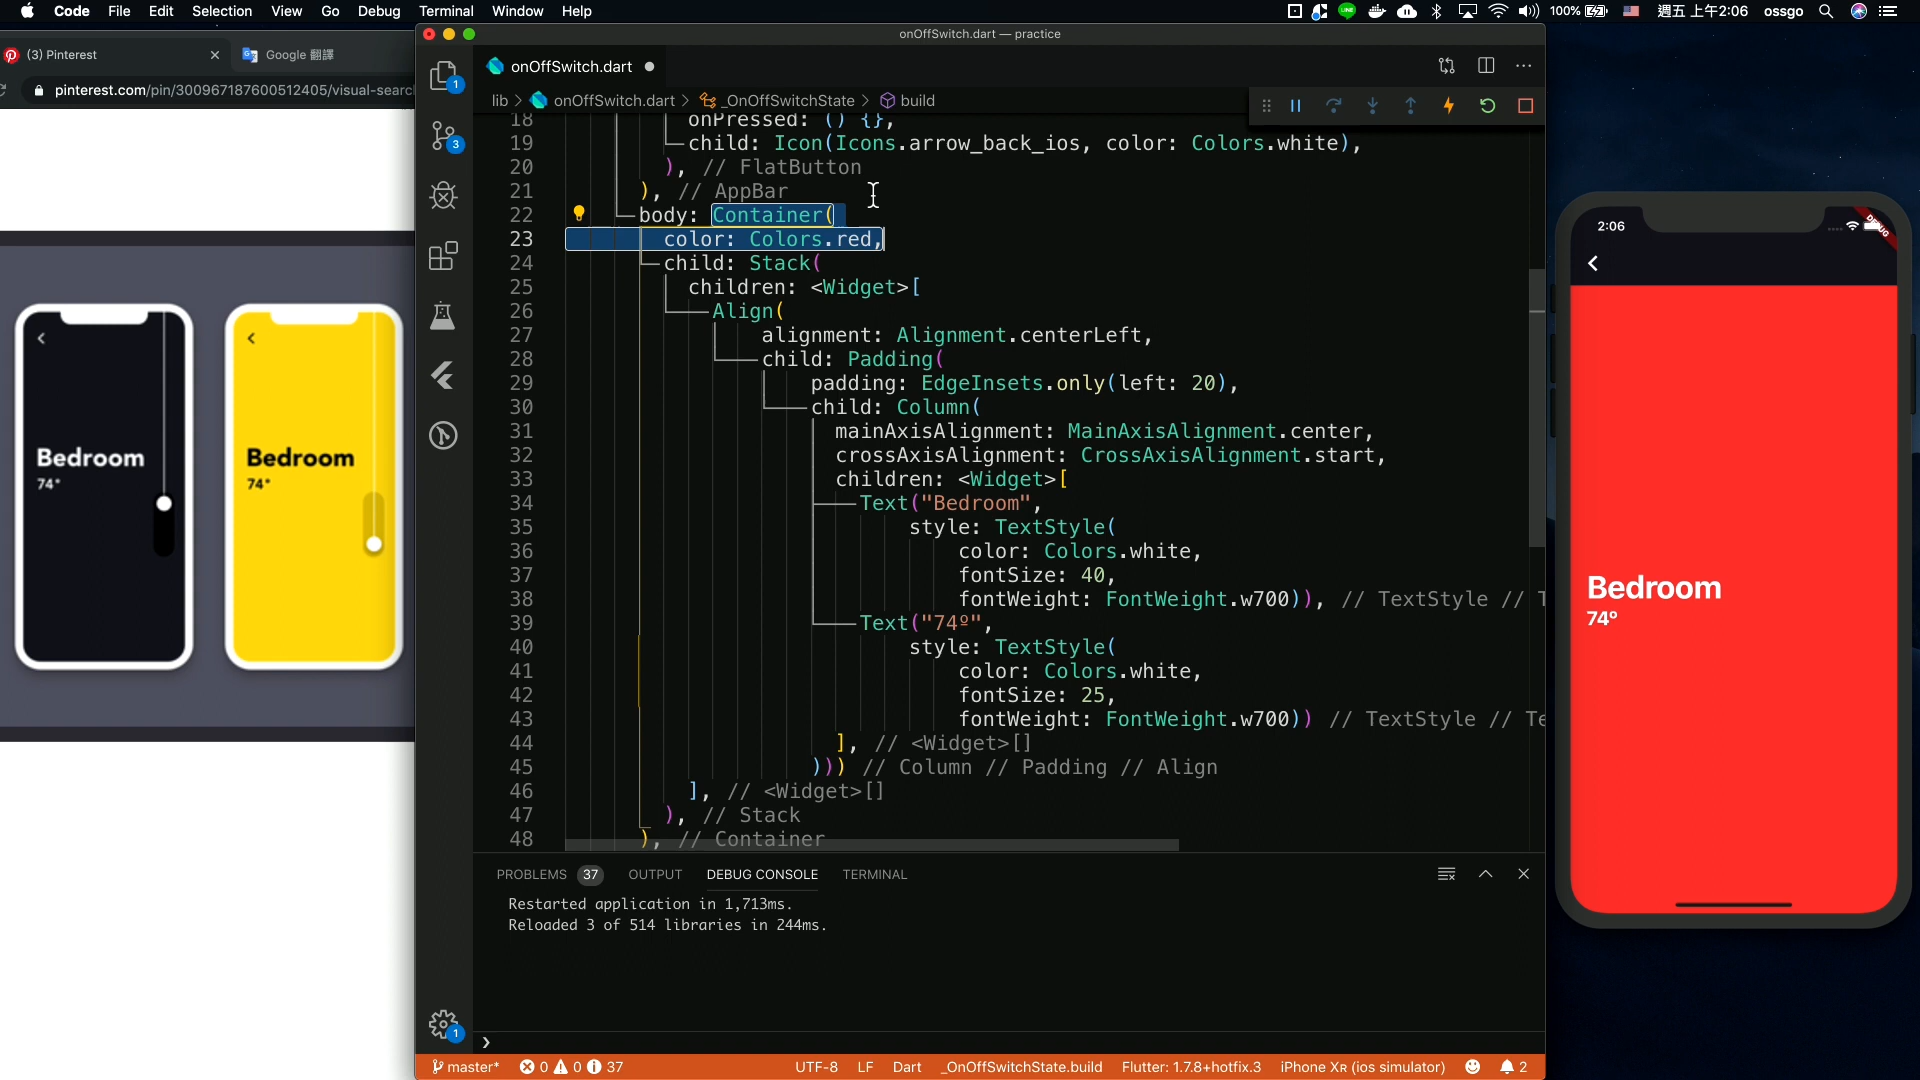 Code File Edit Selection View Go Debug Terminal Window Help
100% 週五 上午2:06 ossgo
onOffSwitch.dart — practice
(3) Pinterest
Google 翻譯
pinterest.com/pin/300967187600512405/visual-searc
onOffSwitch.dart
lib > onOffSwitch.dart > _OnOffSwitchState > build
18 onPressed: () {},
19 child: Icon(Icons.arrow_back_ios, color: Colors.white),
20 ), // FlatButton
21 ), // AppBar
22 body: Container(
23 color: Colors.red,
24 child: Stack(
25 children: <Widget>[
26 Align(
27 alignment: Alignment.centerLeft,
28 child: Padding(
29 padding: EdgeInsets.only(left: 20),
30 child: Column(
31 mainAxisAlignment: MainAxisAlignment.center,
32 crossAxisAlignment: CrossAxisAlignment.start,
33 children: <Widget>[
34 Text("Bedroom",
35 style: TextStyle(
36 color: Colors.white,
37 fontSize: 40,
38 fontWeight: FontWeight.w700)), // TextStyle // T
39 Text("74º",
40 style: TextStyle(
41 color: Colors.white,
42 fontSize: 25,
43 fontWeight: FontWeight.w700)) // TextStyle // Te
44 ], // <Widget>[]
45 ))) // Column // Padding // Align
46 ], // <Widget>[]
47 ), // Stack
48 ), // Container
1
3
1
Bedroom
74°
Bedroom
74°
PROBLEMS 37 OUTPUT DEBUG CONSOLE TERMINAL
Restarted application in 1,713ms.
Reloaded 3 of 514 libraries in 244ms.
master* 0 0 37 UTF-8 LF Dart _OnOffSwitchState.build Flutter: 1.7.8+hotfix.3 iPhone XR (ios simulator) 2
2:06
DEBUG
Bedroom
74º